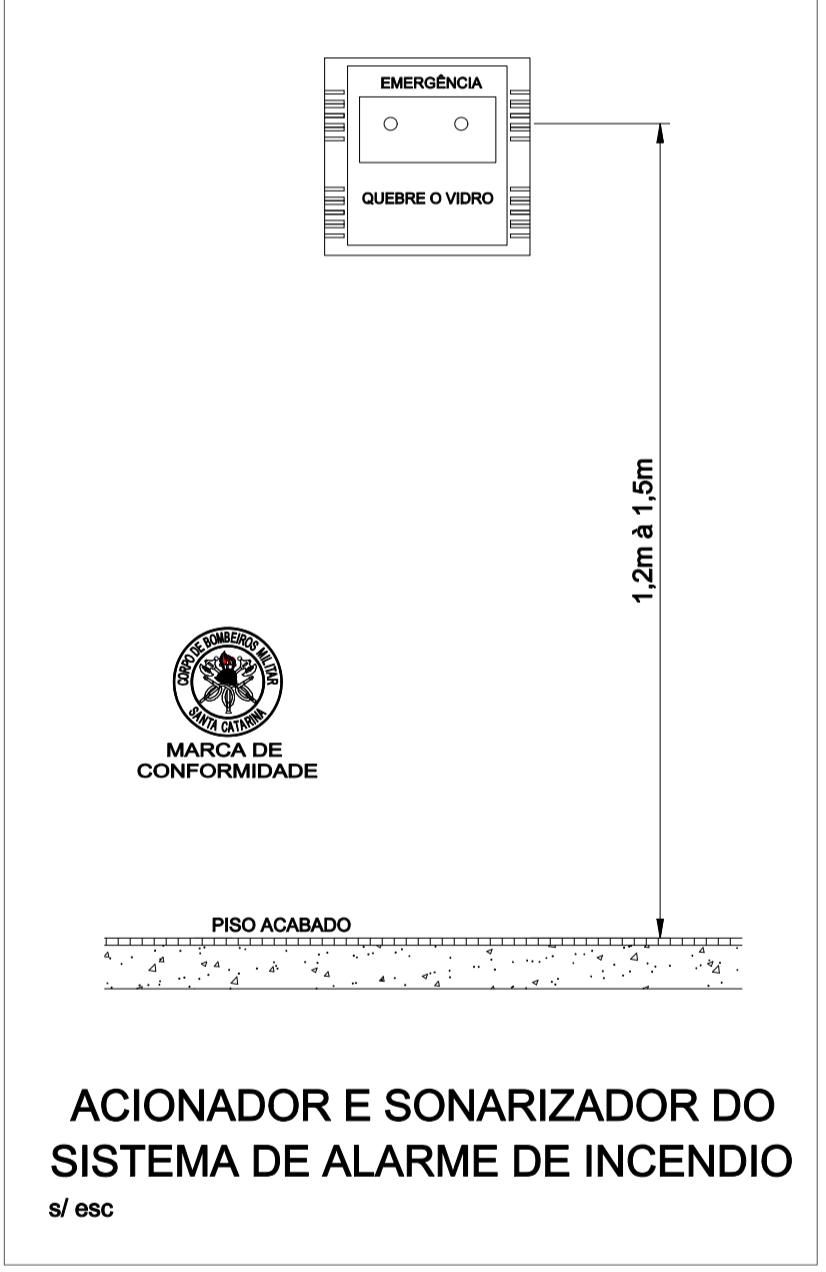 EMERGÊNCIA
QUEBRE O VIDRO
1,2m à 1,5m
CORPO DE BOMBEIROS MILITAR
SANTA CATARINA
MARCA DE
CONFORMIDADE
PISO ACABADO
ACIONADOR E SONARIZADOR DO
SISTEMA DE ALARME DE INCENDIO
s/ esc